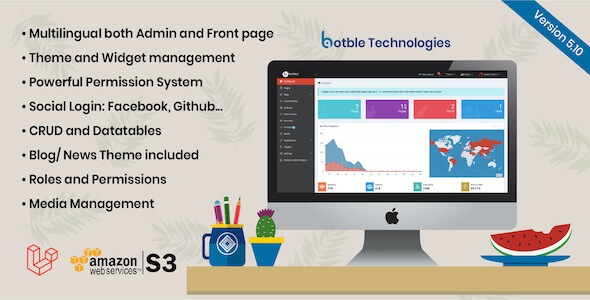 • Multilingual both Admin and Front page
• Theme and Widget management
• Powerful Permission System
• Social Login: Facebook, Github...
• CRUD and Datatables
• Blog/ News Theme included
• Roles and Permissions
• Media Management
botble Technologies
Version 5.10
amazon
web services™
S3